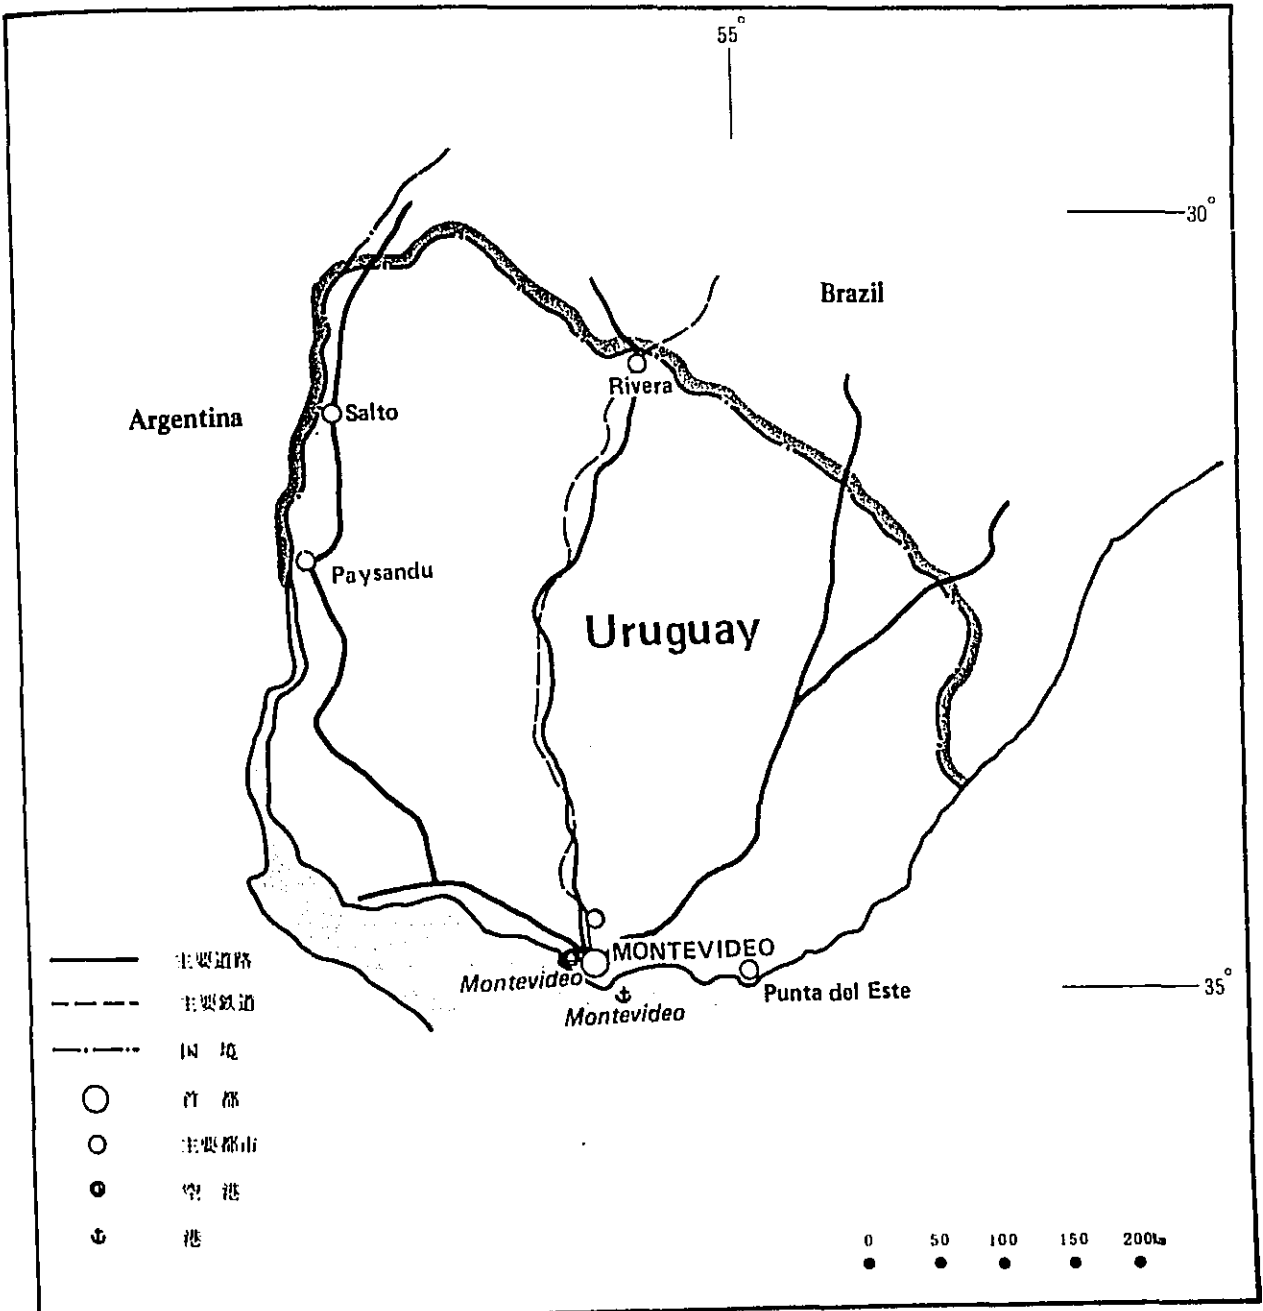 55°
30°
Brazil
Rivera
Argentina
Salto
Paysandu
Uruguay
MONTEVIDEO
Montevideo
Punta del Este
35°
Montevideo
主要道路
主要鉄道
国 境
首 都
主要都市
空 港
港
0 50 100 150 200km